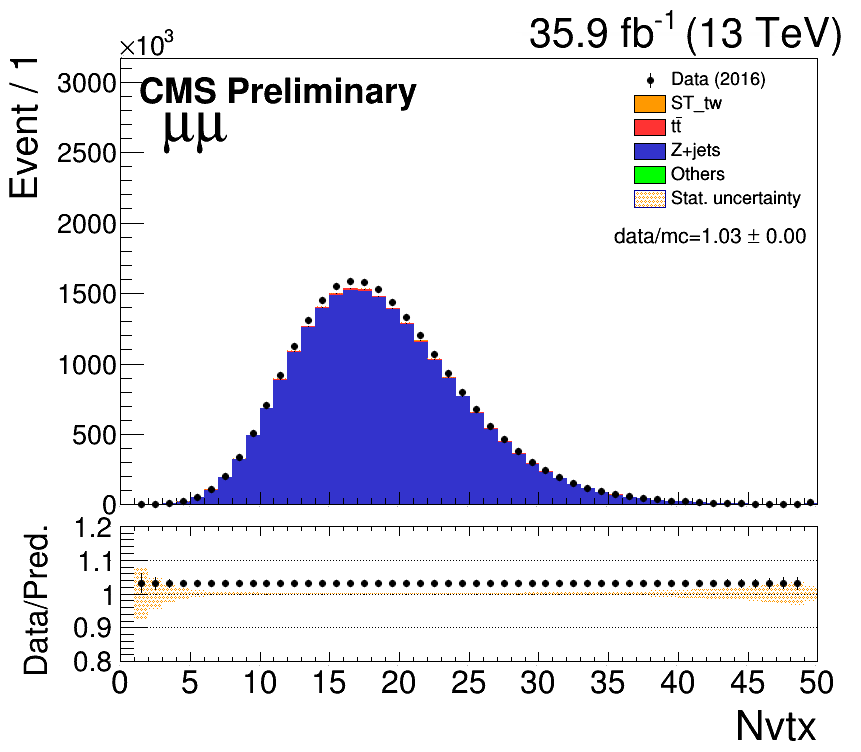 35.9 fb⁻¹ (13 TeV)
×10³
CMS Preliminary
μμ
Event / 1
3000
2500
2000
1500
1000
500
0
Data (2016)
ST_tw
tt̄
Z+jets
Others
Stat. uncertainty
data/mc=1.03 ± 0.00
Data/Pred.
1.2
1.1
1
0.9
0.8
0 5 10 15 20 25 30 35 40 45 50
Nvtx